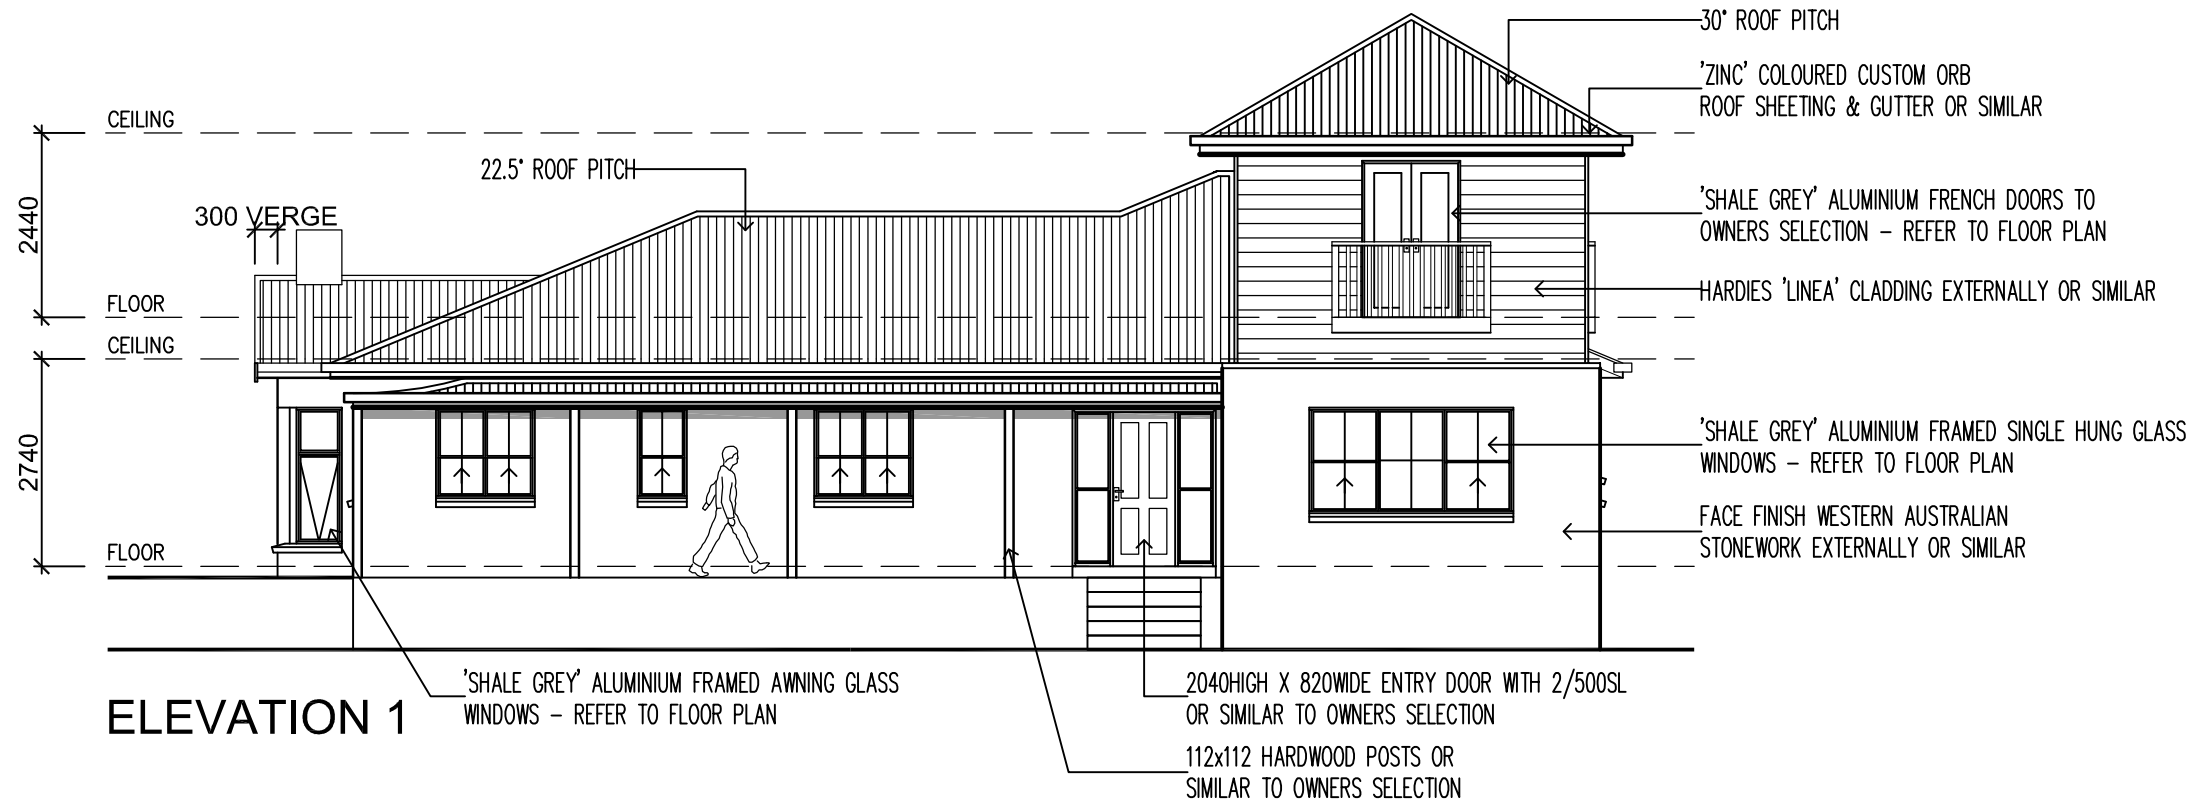 30° ROOF PITCH
'ZINC' COLOURED CUSTOM ORB
ROOF SHEETING & GUTTER OR SIMILAR
CEILING
22.5° ROOF PITCH
'SHALE GREY' ALUMINIUM FRENCH DOORS TO
OWNERS SELECTION – REFER TO FLOOR PLAN
2440
300 VERGE
HARDIES 'LINEA' CLADDING EXTERNALLY OR SIMILAR
FLOOR
CEILING
'SHALE GREY' ALUMINIUM FRAMED SINGLE HUNG GLASS
WINDOWS – REFER TO FLOOR PLAN
2740
FACE FINISH WESTERN AUSTRALIAN
STONEWORK EXTERNALLY OR SIMILAR
FLOOR
'SHALE GREY' ALUMINIUM FRAMED AWNING GLASS
WINDOWS – REFER TO FLOOR PLAN
2040HIGH X 820WIDE ENTRY DOOR WITH 2/500SL
OR SIMILAR TO OWNERS SELECTION
ELEVATION 1
112x112 HARDWOOD POSTS OR
SIMILAR TO OWNERS SELECTION